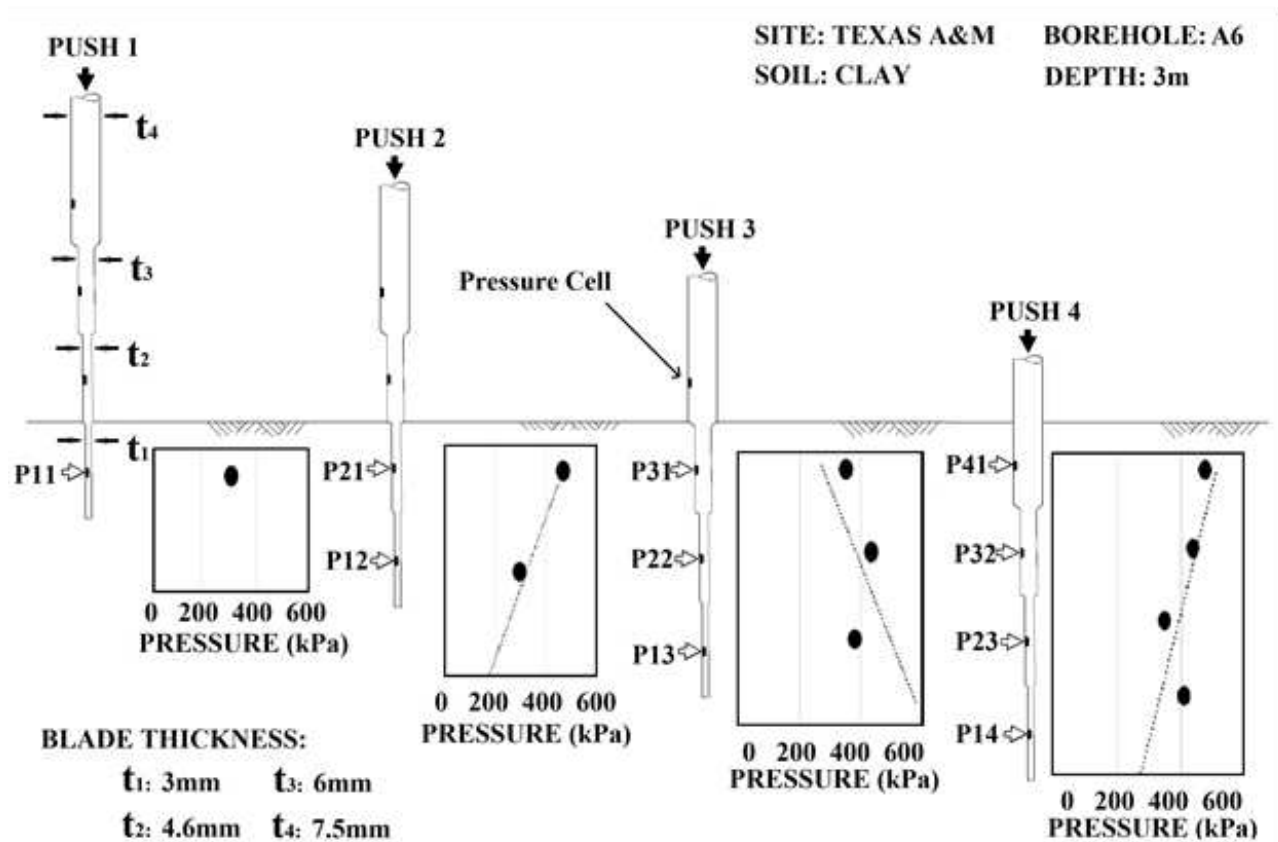 PUSH 1
SITE: TEXAS A&M BOREHOLE: A6
SOIL: CLAY DEPTH: 3m
t4
PUSH 2
PUSH 3
t3
Pressure Cell
PUSH 4
t2
t1
P11
P21
P31
P41
P12
P22
P32
P13
P23
P14
0 200 400 600
PRESSURE (kPa)
0 200 400 600
PRESSURE (kPa)
0 200 400 600
PRESSURE (kPa)
0 200 400 600
PRESSURE (kPa)
BLADE THICKNESS:
t1: 3mm t3: 6mm
t2: 4.6mm t4: 7.5mm